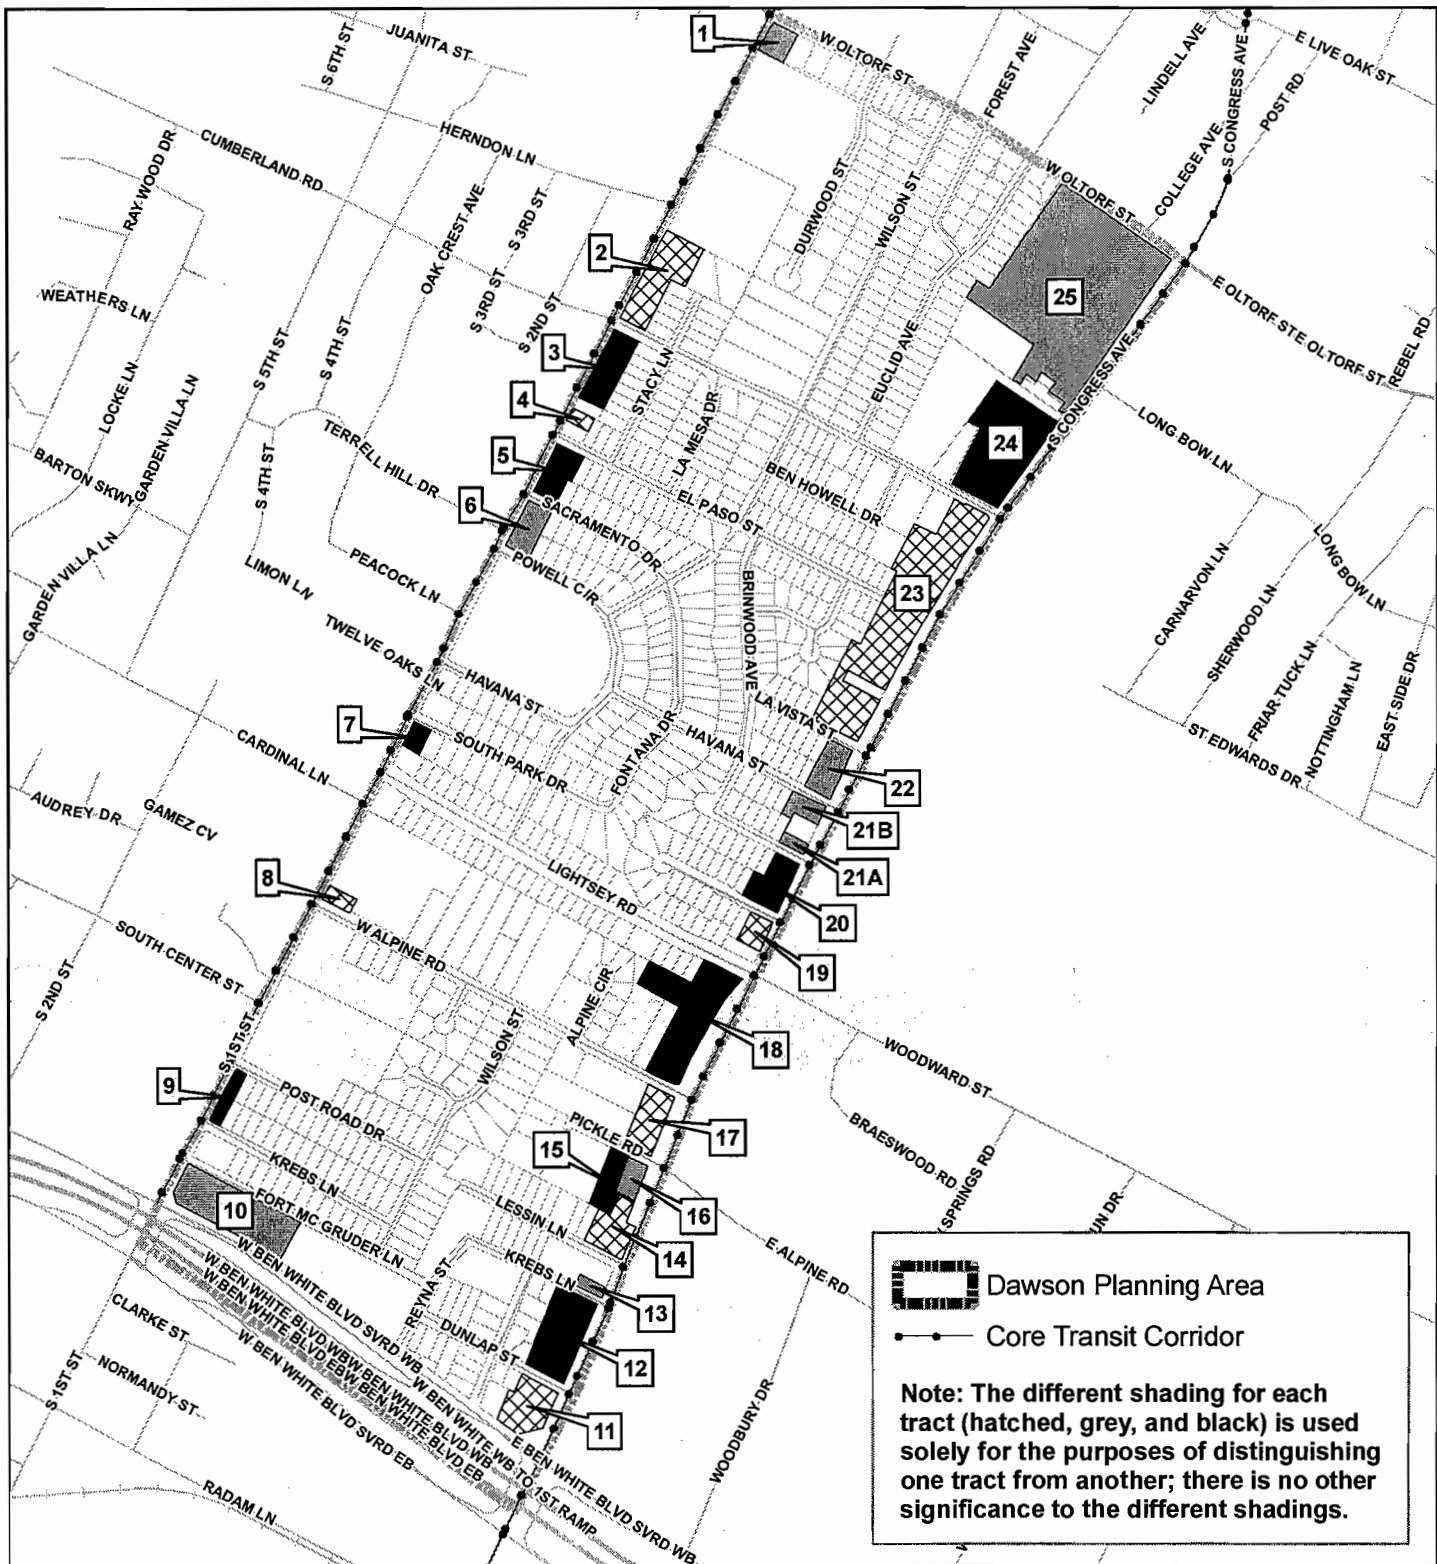 1
W OLTORF ST
FOREST AVE
LINDELL AVE
S CONGRESS AVE
E LIVE OAK ST
JUANITA ST
S 6TH ST
POST RD
COLLEGE AVE
HERNDON LN
CUMBERLAND RD
RAYWOOD DR
OAK CREST AVE
S 3RD ST
DURWOOD ST
WILSON ST
W OLTORF ST
2
25
E OLTORF ST
E OLTORF ST
REBEL RD
WEATHERS LN
S 3RD ST
S 2ND ST
S 5TH ST
S 4TH ST
3
STACY LN
EUCLID AVE
S CONGRESS AVE
LOCKE LN
GARDEN VILLA LN
4
LA MESA DR
24
LONG BOW LN
TERRELL HILL DR
BARTON SKWY
S 4TH ST
5
BEN HOWELL DR
EL PASO ST
6
SACRAMENTO DR
POWELL CIR
LONG BOW LN
GARDEN VILLA LN
LIMON LN
PEACOCK LN
BRINWOOD AVE
23
CARNARVON LN
SHERWOOD LN
TWELVE OAKS LN
HAVANA ST
LA VISTA ST
FRIAR TUCK LN
NOTTINGHAM LN
EAST SIDE DR
ST EDWARDS DR
7
CARDINAL LN
SOUTH PARK DR
FONTANA DR
HAVANA ST
22
AUDREY DR
GAMEZ CV
21B
21A
8
LIGHTSEY RD
20
W ALPINE RD
SOUTH CENTER ST
19
S 2ND ST
ALPINE CIR
WILSON ST
18
S 1ST ST
WOODWARD ST
9
POST ROAD DR
PICKLE RD
17
BRAESWOOD RD
KREBS LN
15
SPRINGS RD
10
FORT MC GRUDER LN
LESSIN LN
16
14
E ALPINE RD
W BEN WHITE BLVD SVRD WB
KREBS LN
REYNA ST
13
CLARKE ST
DUNLAP ST
12
W BEN WHITE BLVD WB
W BEN WHITE BLVD EB
W BEN WHITE BLVD WB
W BEN WHITE BLVD EB
W BEN WHITE BLVD SVRD EB
W BEN WHITE WB TO 1ST RAMP
NORMANDY ST
S 1ST ST
11
E BEN WHITE BLVD SVRD WB
WOODBURY DR
RADAM LN
Dawson Planning Area
Core Transit Corridor
Note: The different shading for each
tract (hatched, grey, and black) is used
solely for the purposes of distinguishing
one tract from another; there is no other
significance to the different shadings.